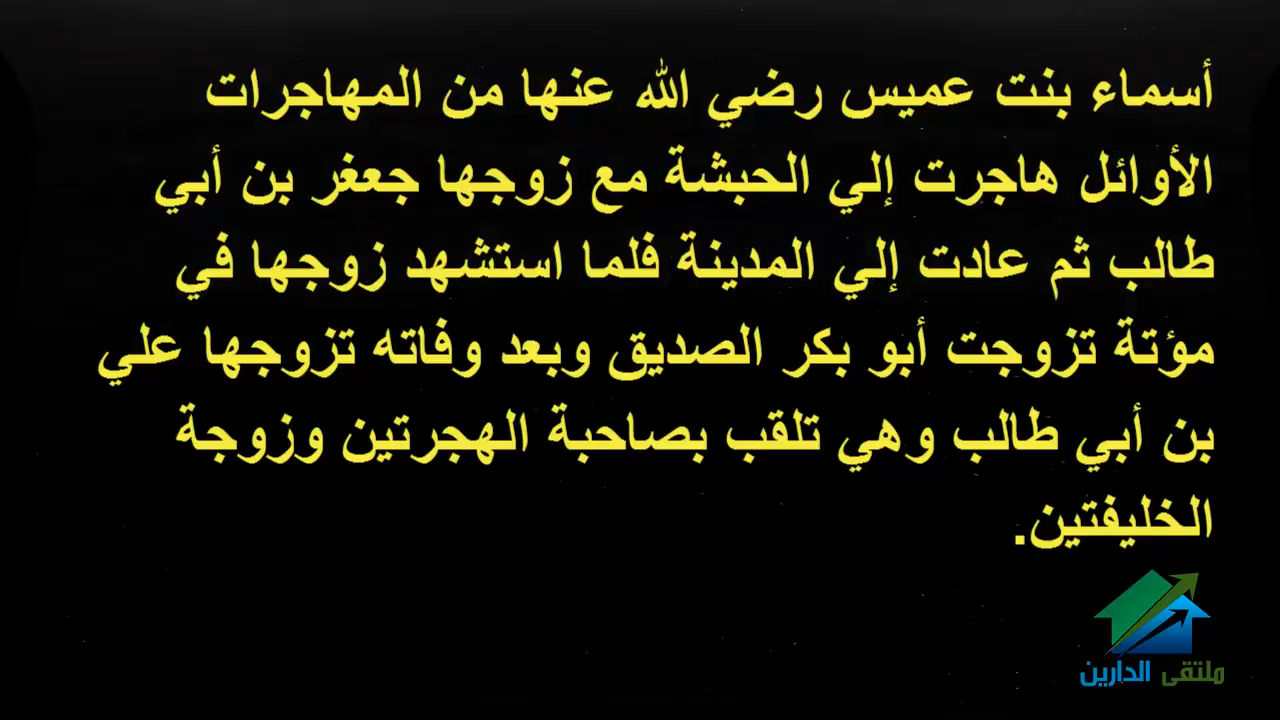 أسماء بنت عميس رضي الله عنها من المهاجرات
الأوائل هاجرت إلي الحبشة مع زوجها جعغر بن أبي
طالب ثم عادت إلي المدينة فلما استشهد زوجها في
مؤتة تزوجت أبو بكر الصديق وبعد وفاته تزوجها علي
بن أبي طالب وهي تلقب بصاحبة الهجرتين وزوجة
الخليفتين.
ملتقى الدارين